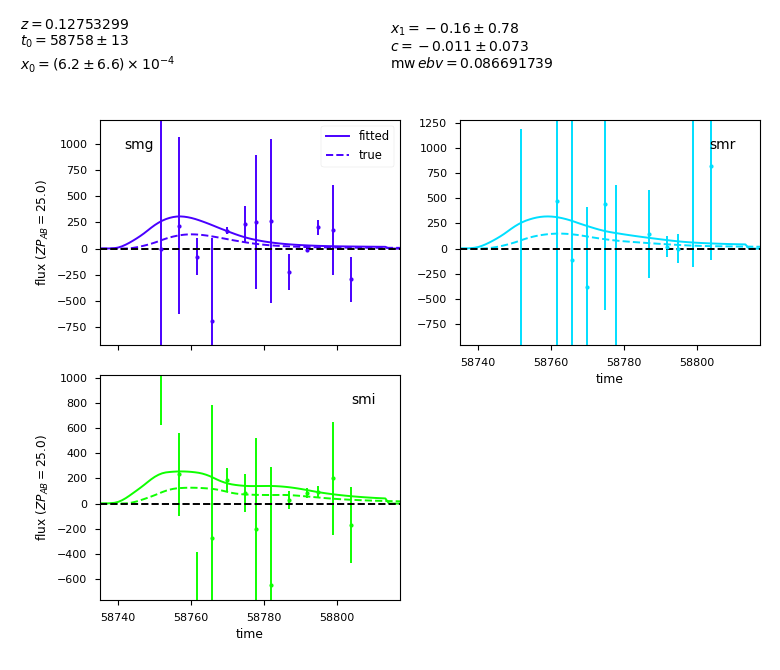 z = 0.12753299
t₀ = 58758 ± 13
x₀ = (6.2 ± 6.6) × 10⁻⁴
x₁ = −0.16 ± 0.78
c = −0.011 ± 0.073
mw ebv = 0.086691739
smg
fitted
true
1000
750
500
250
0
−250
−500
−750
flux (ZP_AB = 25.0)
smr
1250
1000
750
500
250
0
−250
−500
−750
58740 58760 58780 58800
time
smi
1000
800
600
400
200
0
−200
−400
−600
flux (ZP_AB = 25.0)
58740 58760 58780 58800
time